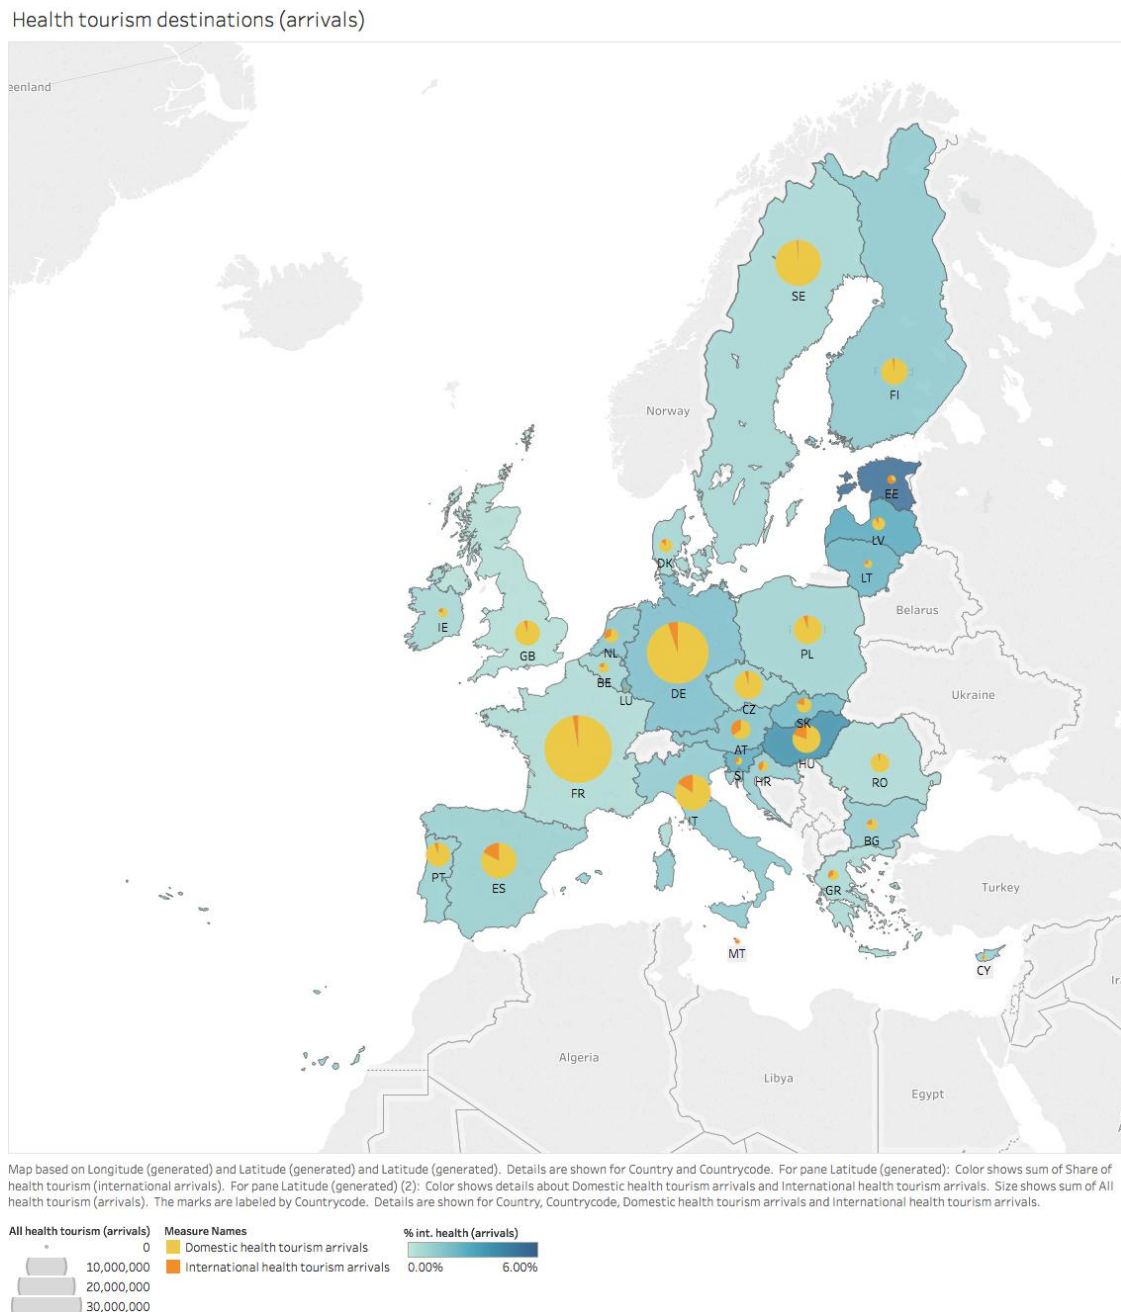 Health tourism destinations (arrivals)
eenland
SE
Norway
FI
EE
LV
DK
LT
Belarus
IE
GB
NL
PL
BE
LU
DE
CZ
Ukraine
SK
AT
HU
SI
HR
FR
RO
IT
BG
PT
ES
GR
Turkey
MT
CY
Ir
Algeria
Libya
Egypt
Map based on Longitude (generated) and Latitude (generated) and Latitude (generated). Details are shown for Country and Countrycode. For pane Latitude (generated): Color shows sum of Share of
health tourism (international arrivals). For pane Latitude (generated) (2): Color shows details about Domestic health tourism arrivals and International health tourism arrivals. Size shows sum of All
health tourism (arrivals). The marks are labeled by Countrycode. Details are shown for Country, Countrycode, Domestic health tourism arrivals and International health tourism arrivals.
All health tourism (arrivals)
0
10,000,000
20,000,000
30,000,000
Measure Names
Domestic health tourism arrivals
International health tourism arrivals
% int. health (arrivals)
0.00% 6.00%